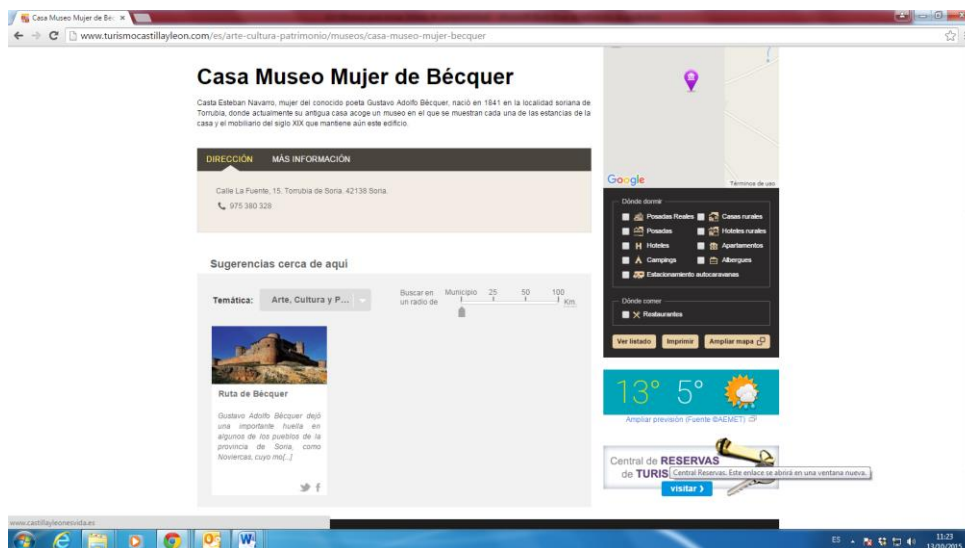 Casa Museo Mujer de Béc
www.turismocastillayleon.com/es/arte-cultura-patrimonio/museos/casa-museo-mujer-becquer
Casa Museo Mujer de Bécquer
Casta Esteban Navarro, mujer del conocido poeta Gustavo Adolfo Bécquer, nació en 1841 en la localidad soriana de
Torrubia, donde actualmente su antigua casa acoge un museo en el que se muestran cada una de las estancias de la
casa y el mobiliario del siglo XIX que mantiene aún este edificio.
DIRECCIÓN MÁS INFORMACIÓN
Calle La Fuente, 15. Torrubia de Soria. 42138 Soria.
975 380 328
Sugerencias cerca de aqui
Temática: Arte, Cultura y P...
Buscar en
un radio de
Municipio 25 50 100
Km.
Ruta de Bécquer
Gustavo Adolfo Bécquer dejó
una importante huella en
algunos de los pueblos de la
provincia de Soria, como
Noviercas, cuyo mo[...]
Google
Términos de uso
Dónde dormir
Posadas Reales Casas rurales
Posadas Hoteles rurales
H Hoteles Apartamentos
Campings Albergues
Estacionamiento autocaravanas
Dónde comer
Restaurantes
Ver listado Imprimir Ampliar mapa
13° 5°
Ampliar previsión (Fuente ©AEMET)
Central de RESERVAS
de TURIS
Central Reservas. Este enlace se abrirá en una ventana nueva.
visitar
www.castillayleonesvida.es
ES
11:23
13/10/2015